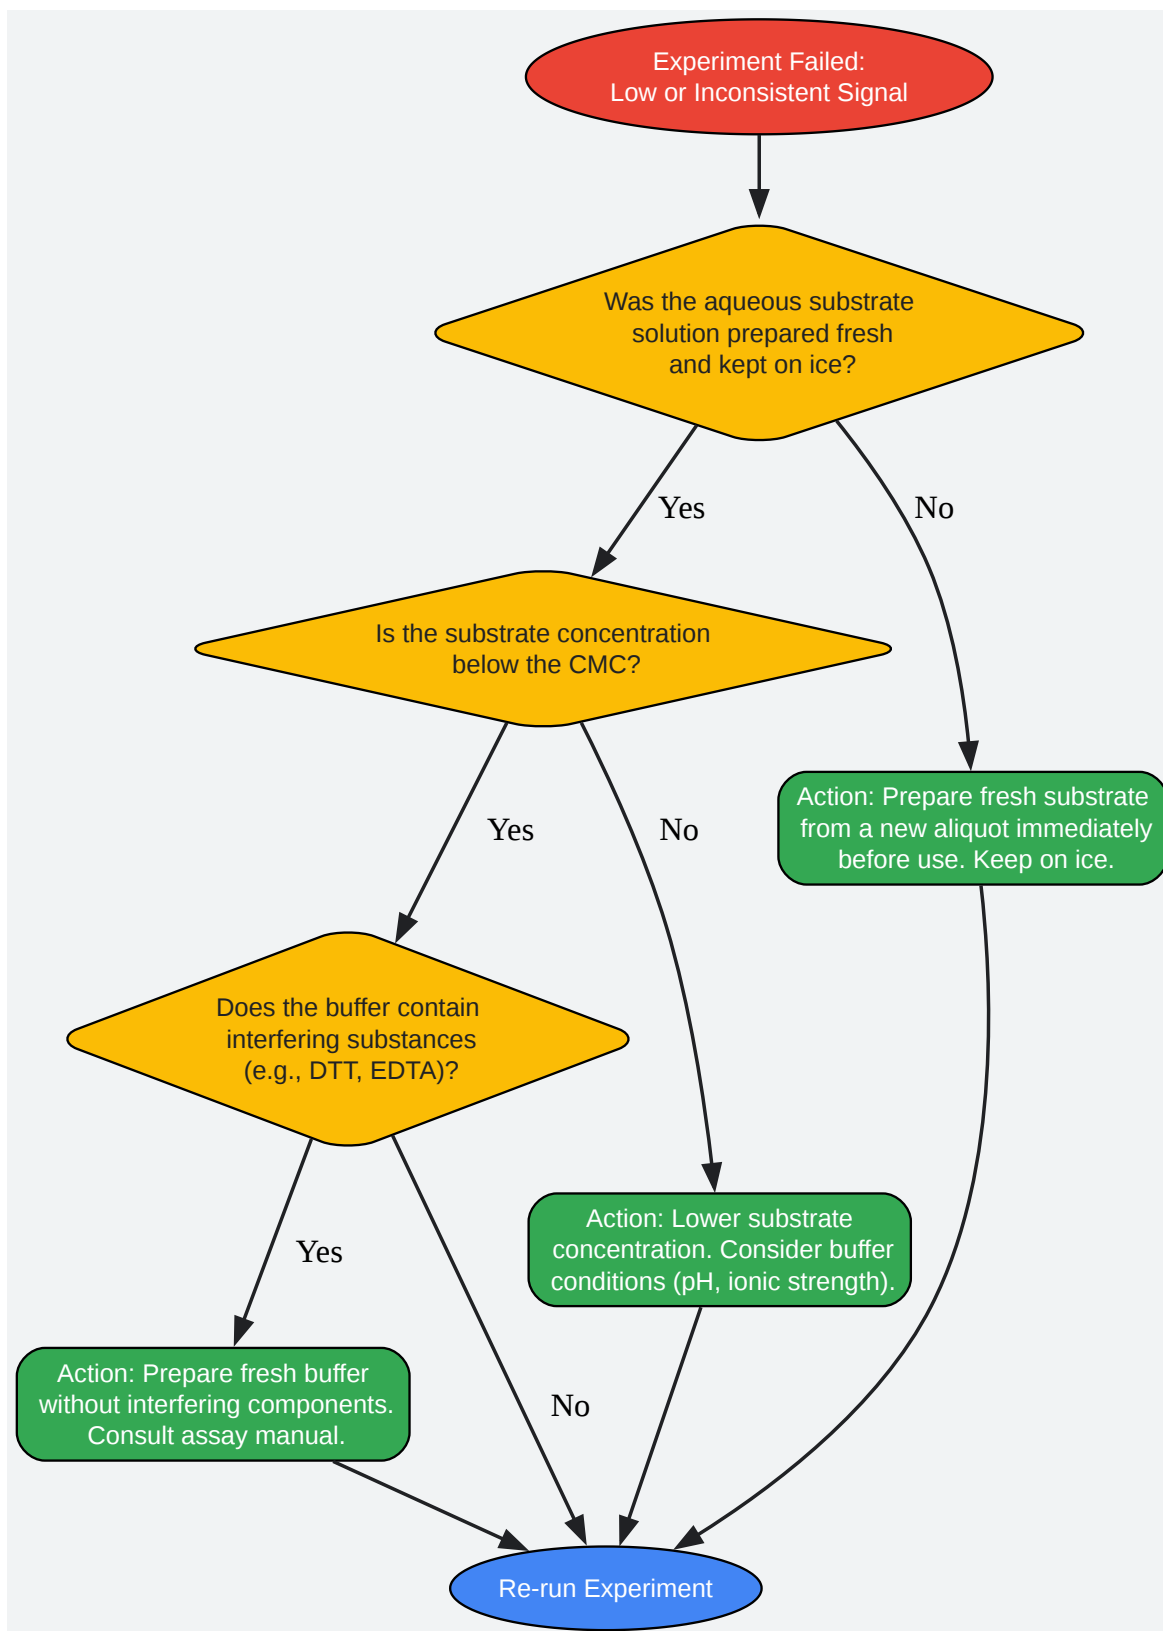 Experiment Failed:
Low or Inconsistent Signal
Was the aqueous substrate
solution prepared fresh
and kept on ice?
Yes
No
Is the substrate concentration
below the CMC?
Yes
No
Action: Prepare fresh substrate
from a new aliquot immediately
before use. Keep on ice.
Does the buffer contain
interfering substances
(e.g., DTT, EDTA)?
Yes
No
Action: Lower substrate
concentration. Consider buffer
conditions (pH, ionic strength).
Action: Prepare fresh buffer
without interfering components.
Consult assay manual.
Re-run Experiment